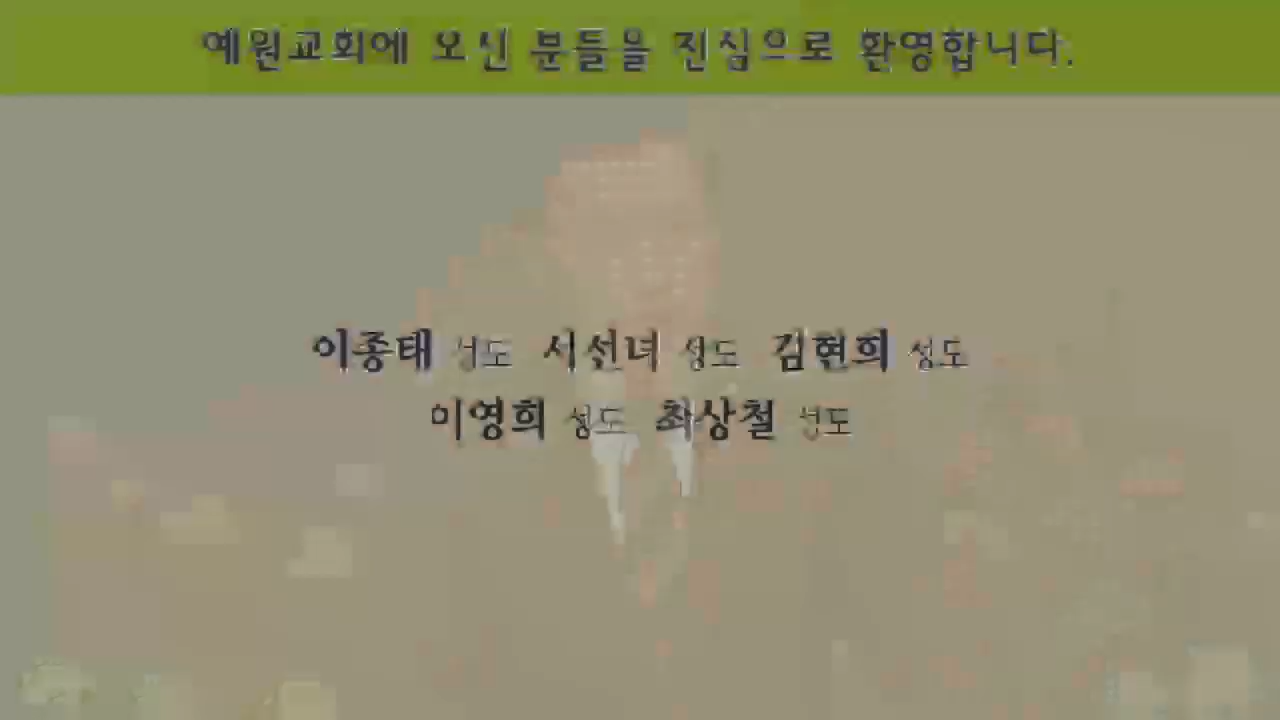 예원교회에 오신 분들을 진심으로 환영합니다.
이종태 성도 서선녀 성도 김현희 성도
이영희 성도 최상철 성도